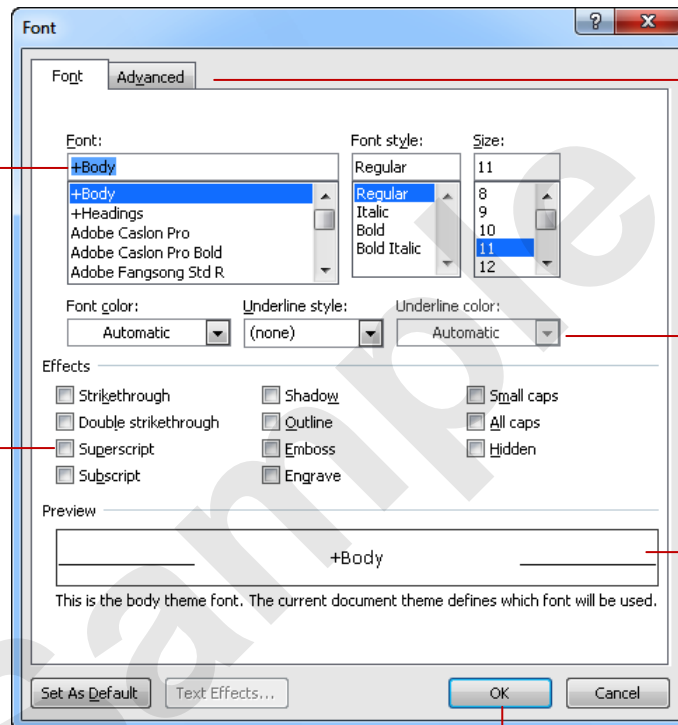 Font
Font Advanced
Font: Font style: Size:
+Body Regular 11
+Body Regular 8
+Headings Italic 9
Adobe Caslon Pro Bold 10
Adobe Caslon Pro Bold Bold Italic 11
Adobe Fangsong Std R 12
Font color: Underline style: Underline color:
Automatic (none) Automatic
Effects
Strikethrough Shadow Small caps
Double strikethrough Outline All caps
Superscript Emboss Hidden
Subscript Engrave
Preview
+Body
This is the body theme font. The current document theme defines which font will be used.
Set As Default Text Effects... OK Cancel
Sample